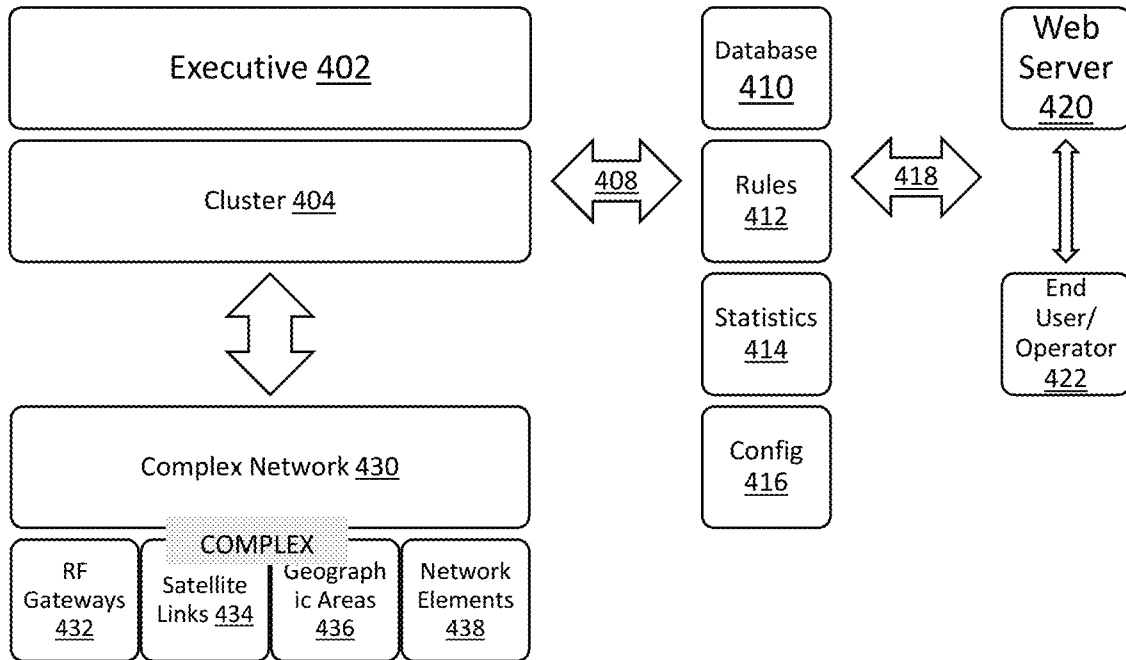 Executive 402
Cluster 404
408
Database
410
Rules
412
Statistics
414
Config
416
418
Web
Server
420
End
User/
Operator
422
Complex Network 430
COMPLEX
RF
Gateways
432
Satellite
Links 434
Geograph
ic Areas
436
Network
Elements
438